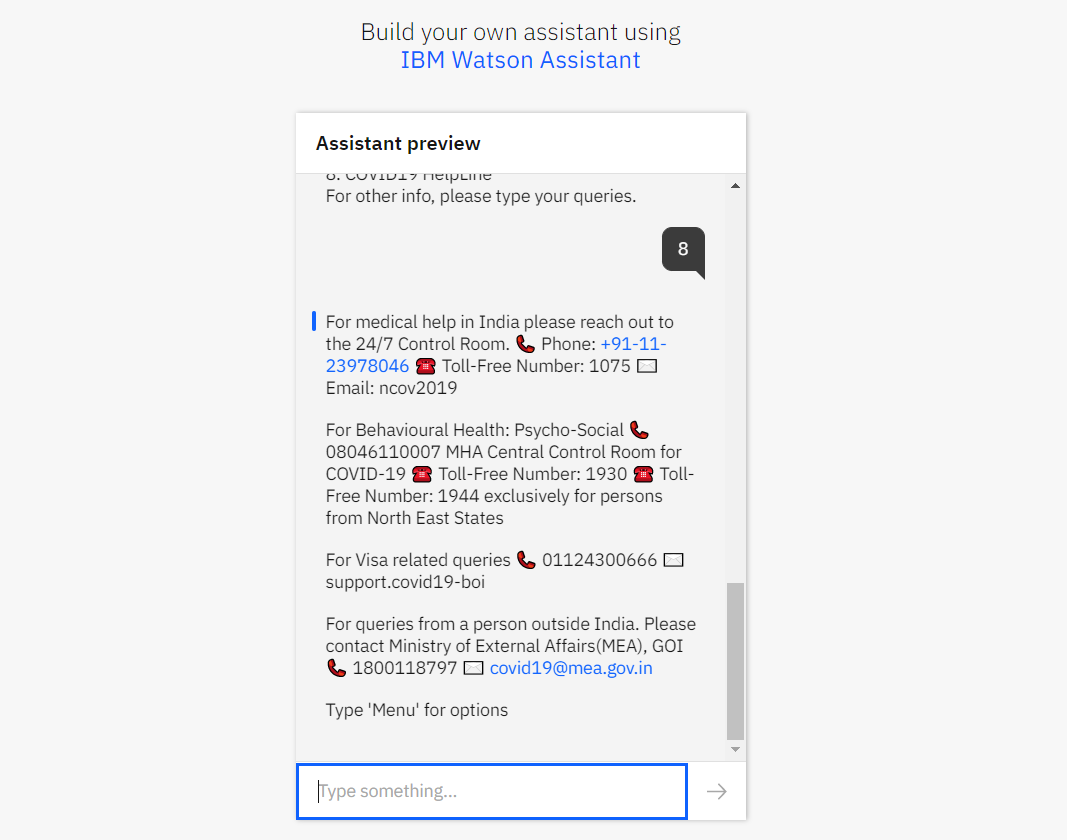 Build your own assistant using
IBM Watson Assistant
Assistant preview
8. COVID19 HelpLine
For other info, please type your queries.
8
For medical help in India please reach out to
the 24/7 Control Room. 📞 Phone: +91-11-
23978046 ☎️ Toll-Free Number: 1075 ✉️
Email: ncov2019
For Behavioural Health: Psycho-Social 📞
08046110007 MHA Central Control Room for
COVID-19 ☎️ Toll-Free Number: 1930 ☎️ Toll-
Free Number: 1944 exclusively for persons
from North East States
For Visa related queries 📞 01124300666 ✉️
support.covid19-boi
For queries from a person outside India. Please
contact Ministry of External Affairs(MEA), GOI
📞 1800118797 ✉️ covid19@mea.gov.in
Type 'Menu' for options
Type something...